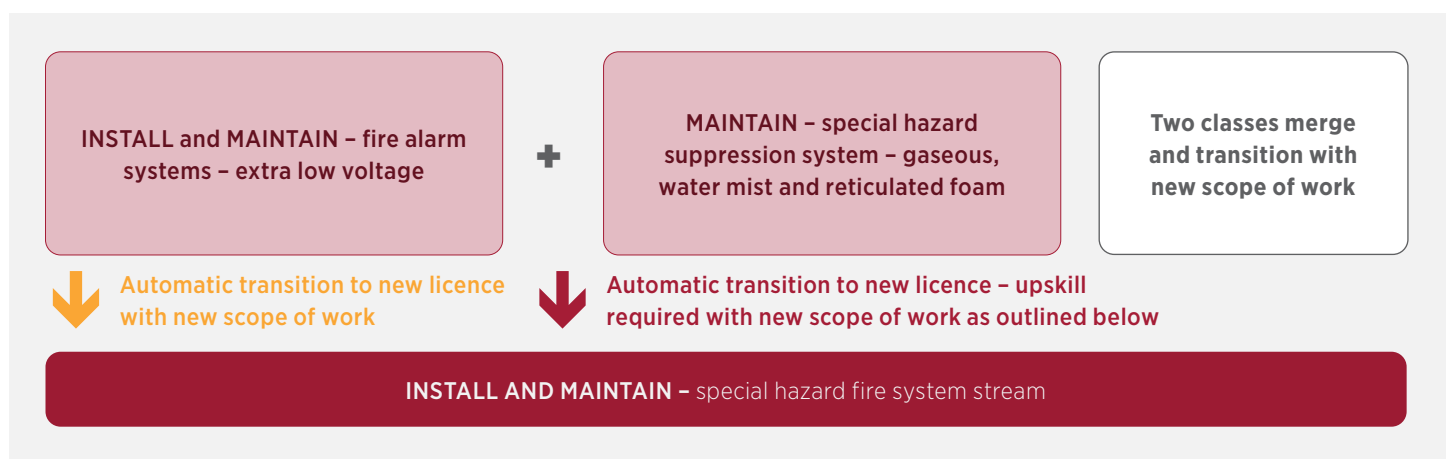 INSTALL and MAINTAIN – fire alarm
systems – extra low voltage
+
MAINTAIN – special hazard
suppression system – gaseous,
water mist and reticulated foam
Two classes merge
and transition with
new scope of work
Automatic transition to new licence
with new scope of work
Automatic transition to new licence – upskill
required with new scope of work as outlined below
INSTALL AND MAINTAIN – special hazard fire system stream